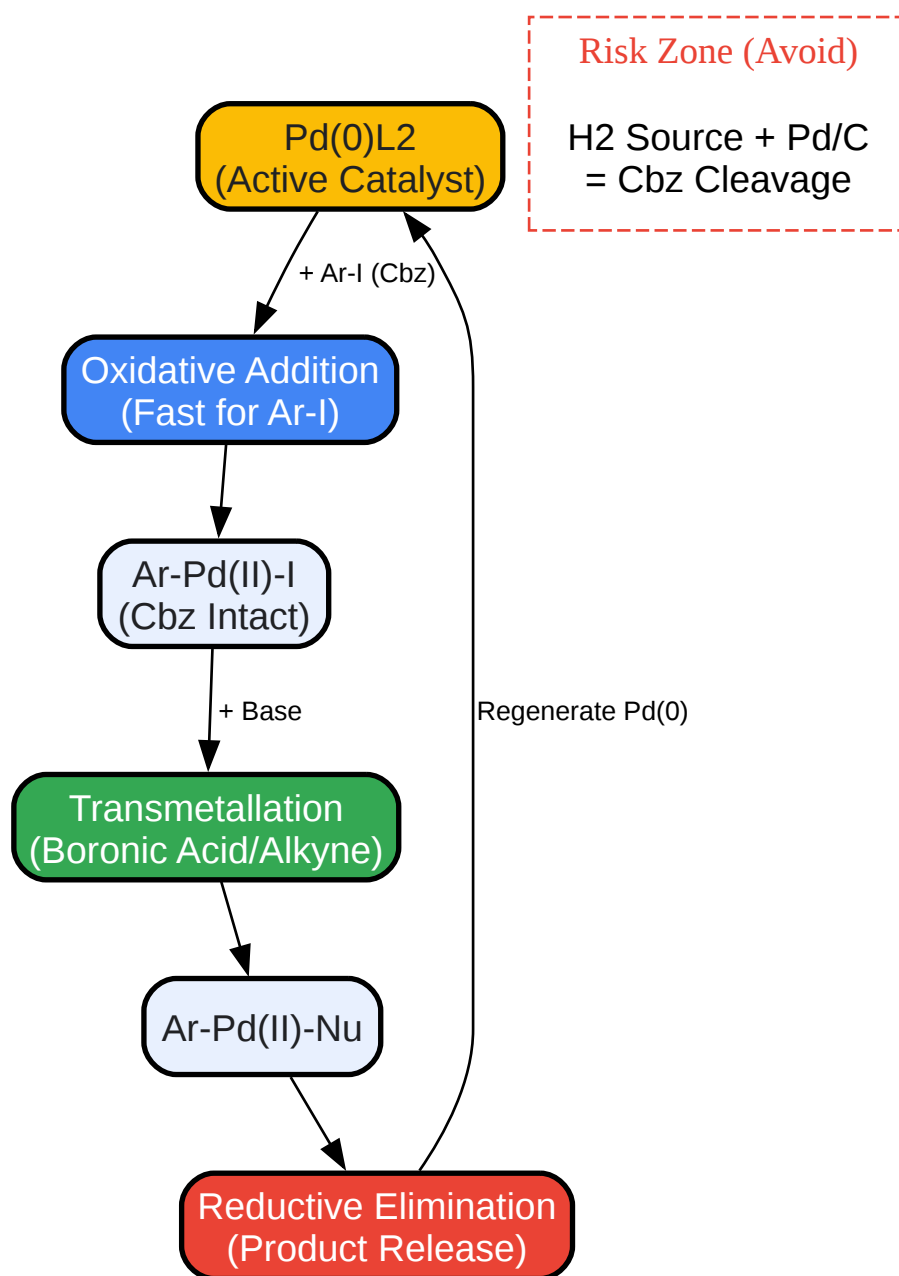 Risk Zone (Avoid)
H2 Source + Pd/C
= Cbz Cleavage
Pd(0)L2
(Active Catalyst)
+ Ar-I (Cbz)
Oxidative Addition
(Fast for Ar-I)
Ar-Pd(II)-I
(Cbz Intact)
+ Base
Regenerate Pd(0)
Transmetallation
(Boronic Acid/Alkyne)
Ar-Pd(II)-Nu
Reductive Elimination
(Product Release)